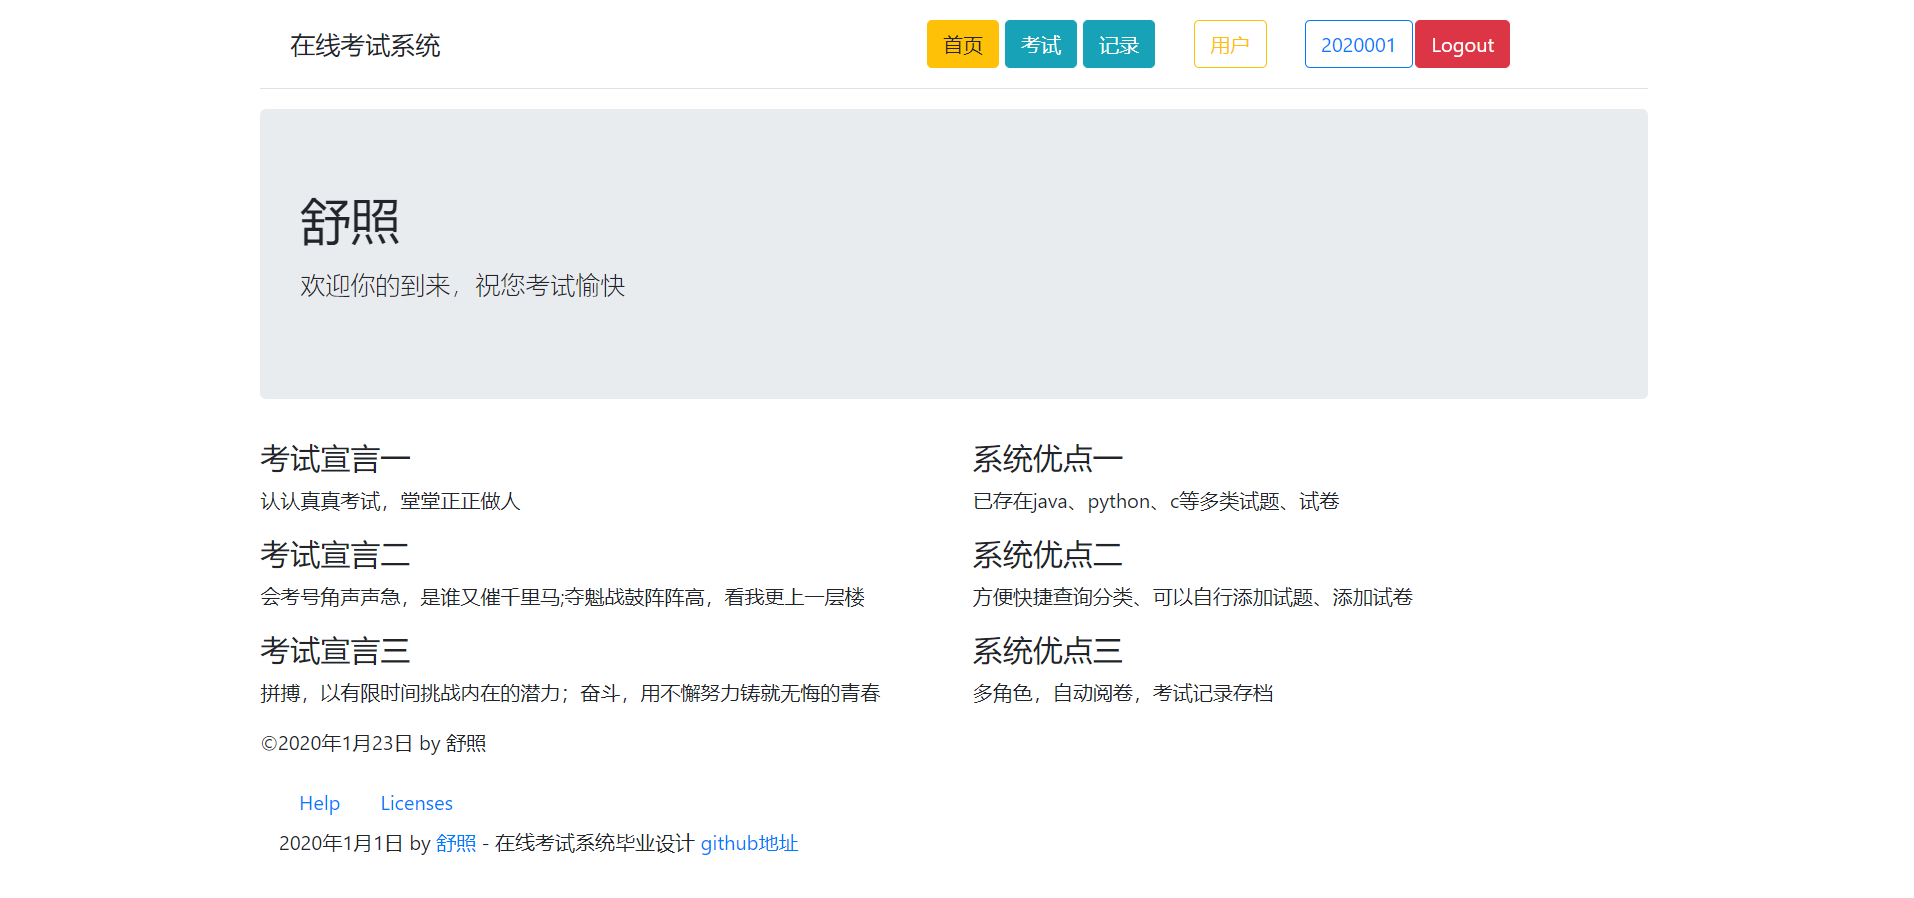 在线考试系统
首页 考试 记录 用户 2020001 Logout
舒照
欢迎你的到来，祝您考试愉快
考试宣言一
认认真真考试，堂堂正正做人
考试宣言二
会考号角声声急，是谁又催千里马;夺魁战鼓阵阵高，看我更上一层楼
考试宣言三
拼搏，以有限时间挑战内在的潜力；奋斗，用不懈努力铸就无悔的青春
系统优点一
已存在java、python、c等多类试题、试卷
系统优点二
方便快捷查询分类、可以自行添加试题、添加试卷
系统优点三
多角色，自动阅卷，考试记录存档
©2020年1月23日 by 舒照
Help Licenses
2020年1月1日 by 舒照 - 在线考试系统毕业设计 github地址